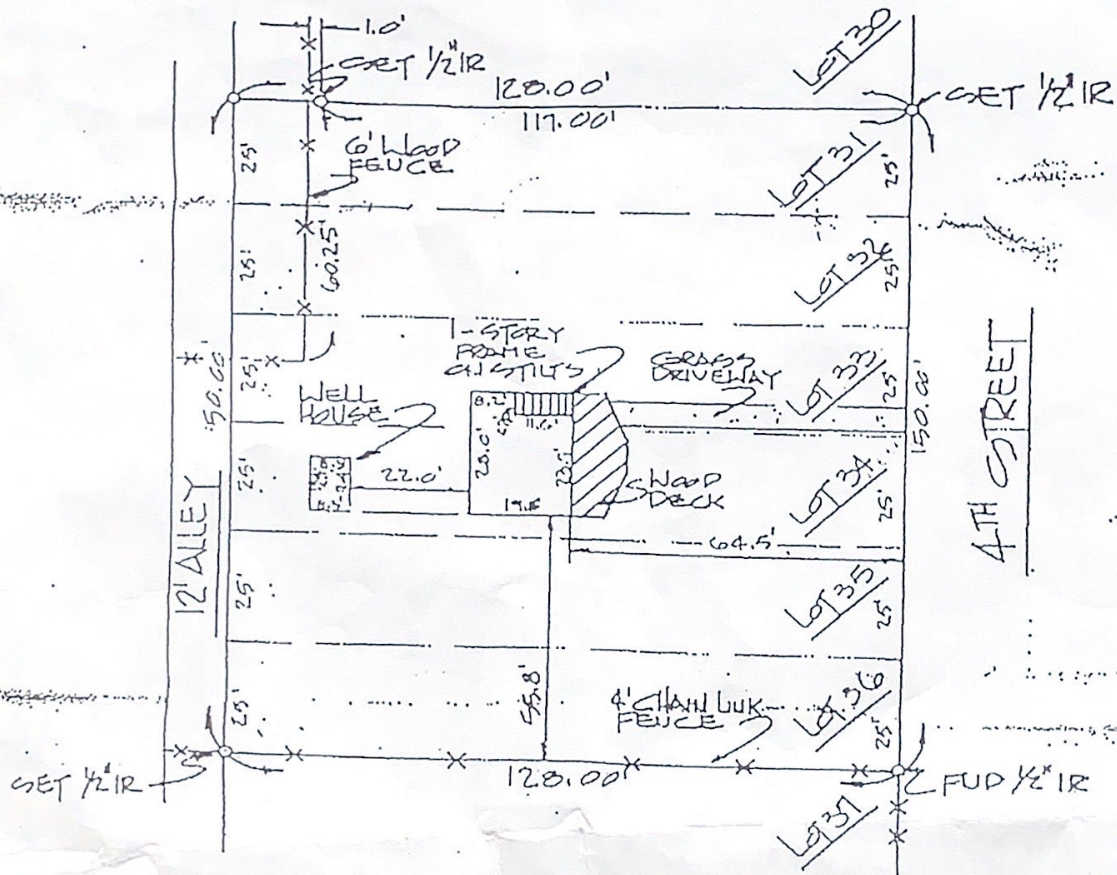 1.0'
SET 1/2" IR
128.00'
117.00'
SET 1/2" IR
LOT 30
6' WOOD
FENCE
LOT 31
25'
25'
60.25'
LOT 32
25'
25'
1-STORY
FRAME
ON STILTS
GRASS
DRIVEWAY
LOT 33
25'
25'
150.00'
150.00'
WELL
HOUSE
8.2
11.6'
23.0'
23.9'
19.8
22.0'
WOOD
DECK
LOT 34
25'
25'
4TH STREET
12' ALLEY
64.5'
LOT 35
25'
25'
55.8'
4' CHAIN LINK
FENCE
LOT 36
25'
25'
SET 1/2" IR
128.00'
FUD 1/2" IR
LOT 37